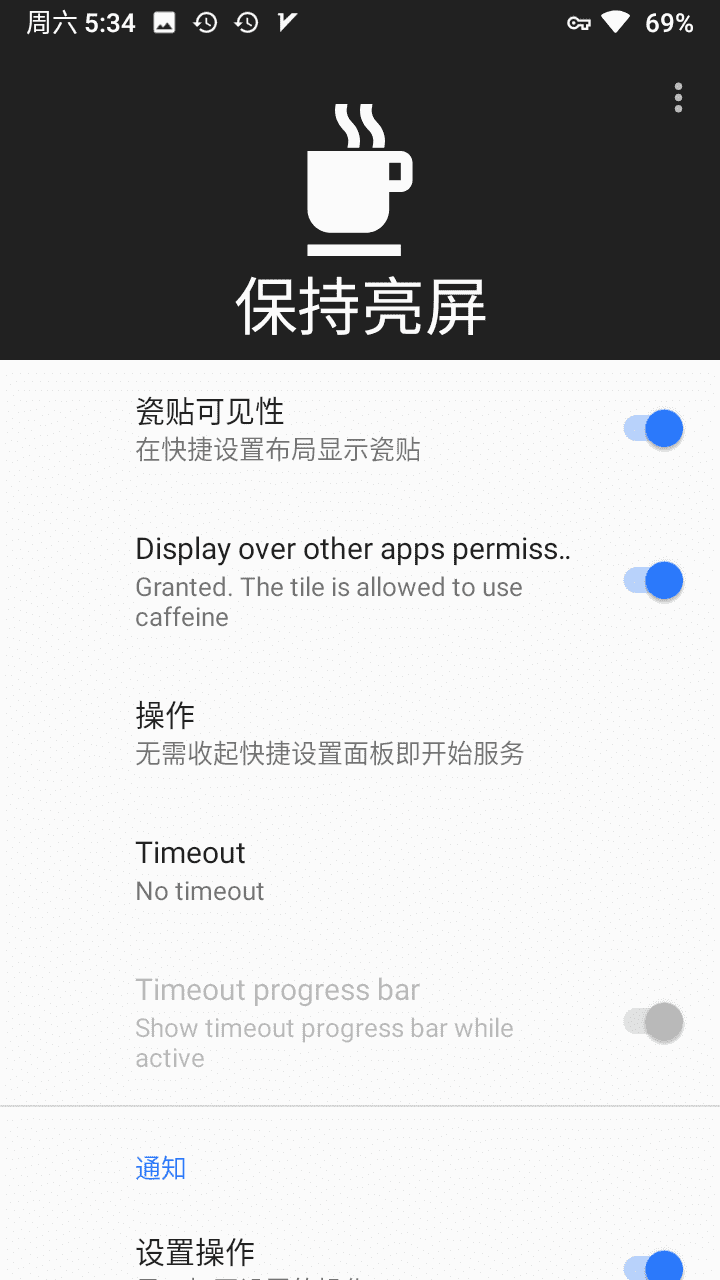 周六 5:34
69%
保持亮屏
瓷贴可见性
在快捷设置布局显示瓷贴
Display over other apps permiss..
Granted. The tile is allowed to use
caffeine
操作
无需收起快捷设置面板即开始服务
Timeout
No timeout
Timeout progress bar
Show timeout progress bar while
active
通知
设置操作